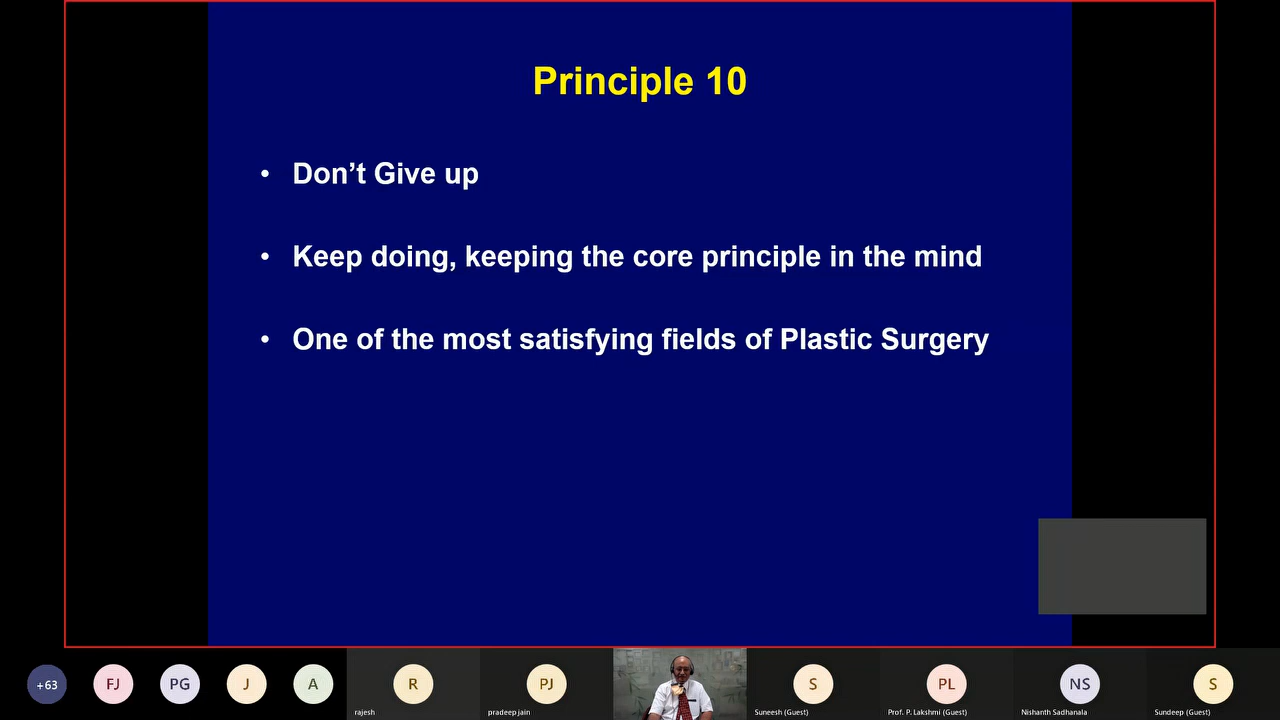 Principle 10
• Don’t Give up
• Keep doing, keeping the core principle in the mind
• One of the most satisfying fields of Plastic Surgery
+63
FJ
PG
J
A
R
PJ
S
PL
NS
S
rajesh
pradeep jain
Suneesh (Guest)
Prof. P. Lakshmi (Guest)
Nishanth Sadhanala
Sundeep (Guest)